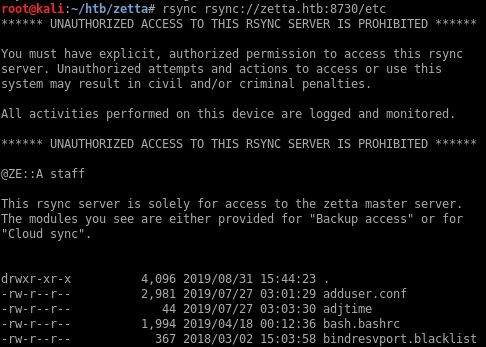 root@kali:~/htb/zetta# rsync rsync://zetta.htb:8730/etc
****** UNAUTHORIZED ACCESS TO THIS RSYNC SERVER IS PROHIBITED ******
You must have explicit, authorized permission to access this rsync
server. Unauthorized attempts and actions to access or use this
system may result in civil and/or criminal penalties.
All activities performed on this device are logged and monitored.
****** UNAUTHORIZED ACCESS TO THIS RSYNC SERVER IS PROHIBITED ******
@ZE::A staff
This rsync server is solely for access to the zetta master server.
The modules you see are either provided for "Backup access" or for
"Cloud sync".
drwxr-xr-x 4,096 2019/08/31 15:44:23 .
-rw-r--r-- 2,981 2019/07/27 03:01:29 adduser.conf
-rw-r--r-- 44 2019/07/27 03:03:30 adjtime
-rw-r--r-- 1,994 2019/04/18 00:12:36 bash.bashrc
-rw-r--r-- 367 2018/03/02 15:03:58 bindresvport.blacklist